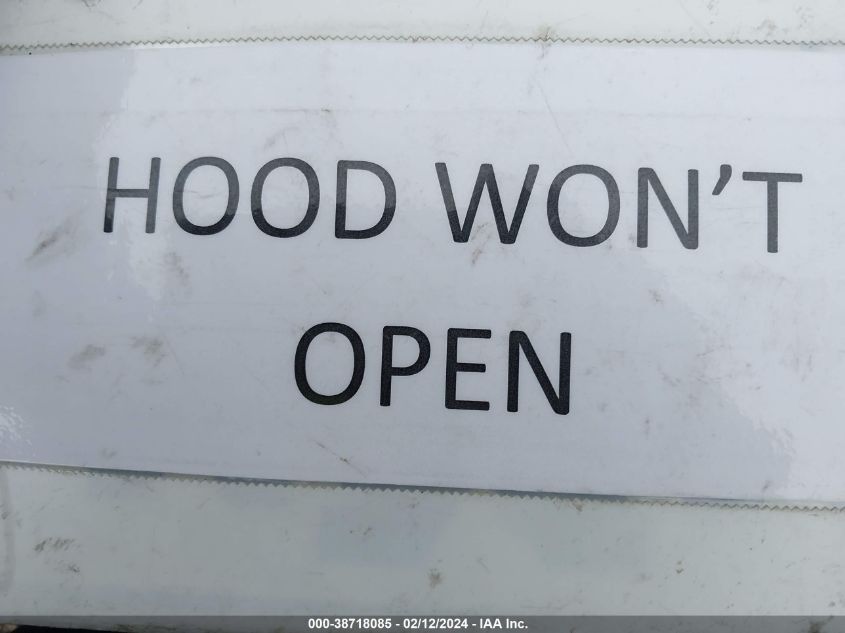 HOOD WON’T
OPEN
000-38718085 - 02/12/2024 - IAA Inc.